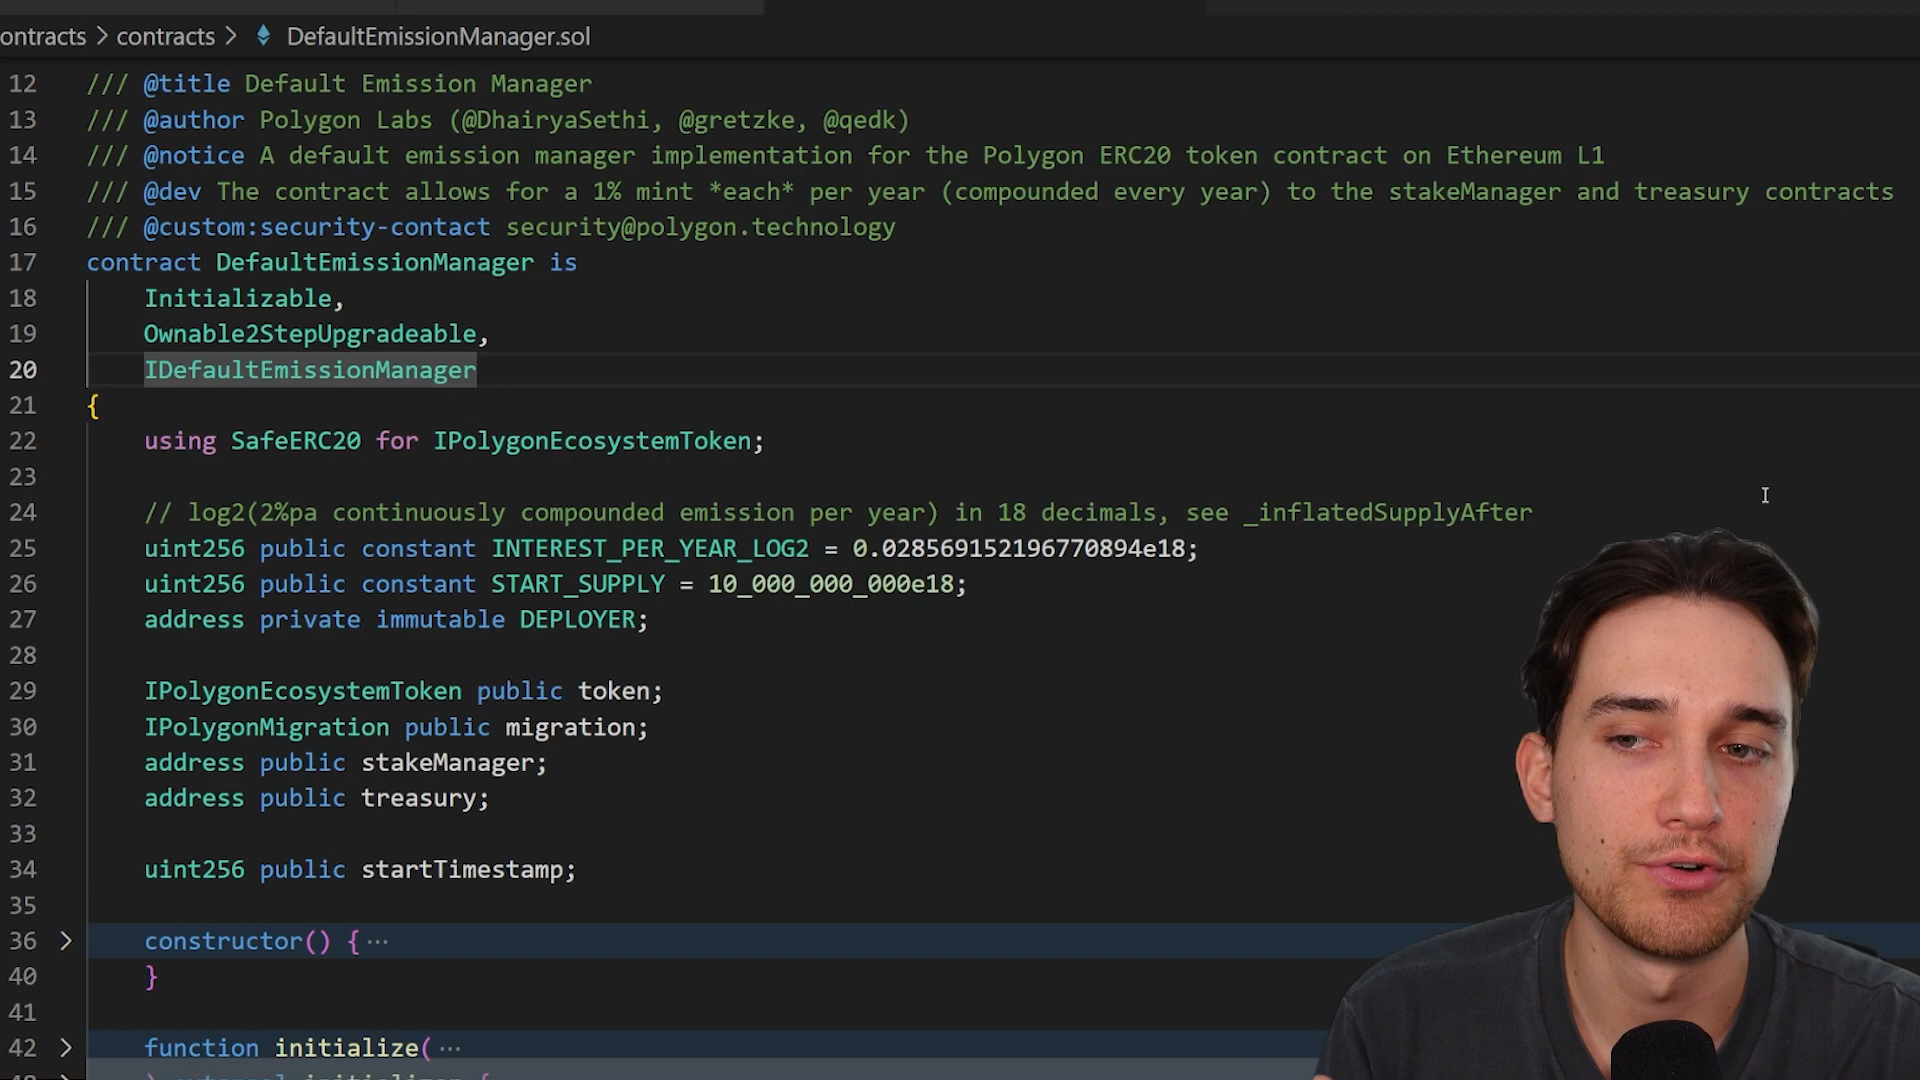 ontracts > contracts > DefaultEmissionManager.sol
12 /// @title Default Emission Manager
13 /// @author Polygon Labs (@DhairyaSethi, @gretzke, @qedk)
14 /// @notice A default emission manager implementation for the Polygon ERC20 token contract on Ethereum L1
15 /// @dev The contract allows for a 1% mint *each* per year (compounded every year) to the stakeManager and treasury contracts
16 /// @custom:security-contact security@polygon.technology
17 contract DefaultEmissionManager is
18 Initializable,
19 Ownable2StepUpgradeable,
20 IDefaultEmissionManager
21 {
22 using SafeERC20 for IPolygonEcosystemToken;
23
24 // log2(2%pa continuously compounded emission per year) in 18 decimals, see _inflatedSupplyAfter
25 uint256 public constant INTEREST_PER_YEAR_LOG2 = 0.028569152196770894e18;
26 uint256 public constant START_SUPPLY = 10_000_000_000e18;
27 address private immutable DEPLOYER;
28
29 IPolygonEcosystemToken public token;
30 IPolygonMigration public migration;
31 address public stakeManager;
32 address public treasury;
33
34 uint256 public startTimestamp;
35
36 > constructor() { ···
40 }
41
42 > function initialize( ···